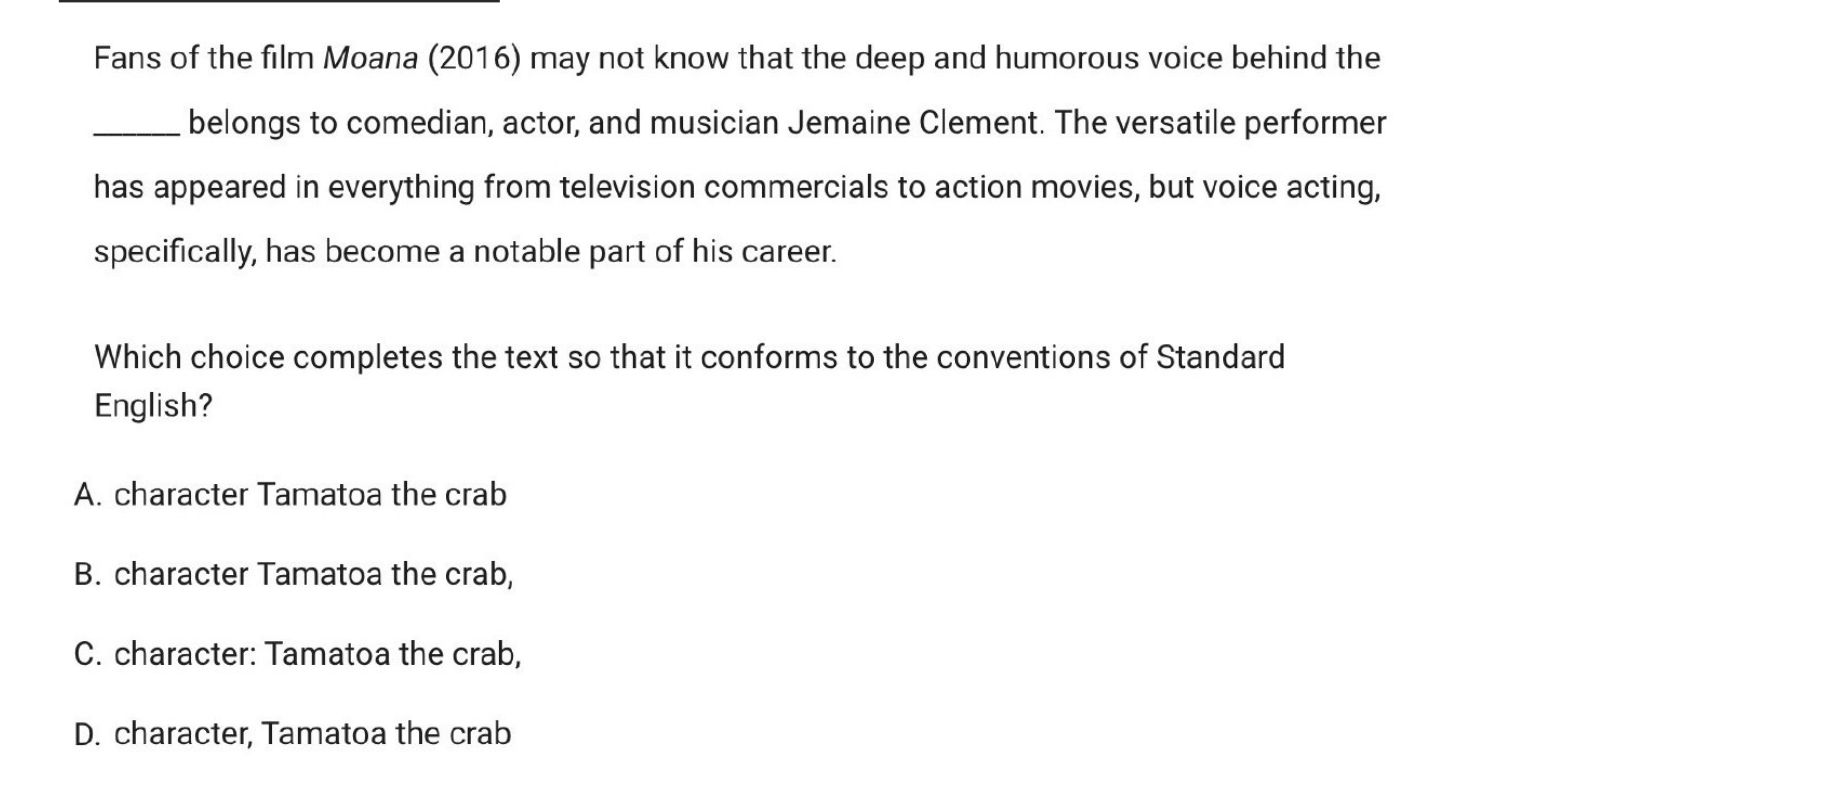 Fans of the film Moana (2016) may not know that the deep and humorous voice behind the
______ belongs to comedian, actor, and musician Jemaine Clement. The versatile performer
has appeared in everything from television commercials to action movies, but voice acting,
specifically, has become a notable part of his career.
Which choice completes the text so that it conforms to the conventions of Standard
English?
A. character Tamatoa the crab
B. character Tamatoa the crab,
C. character: Tamatoa the crab,
D. character, Tamatoa the crab